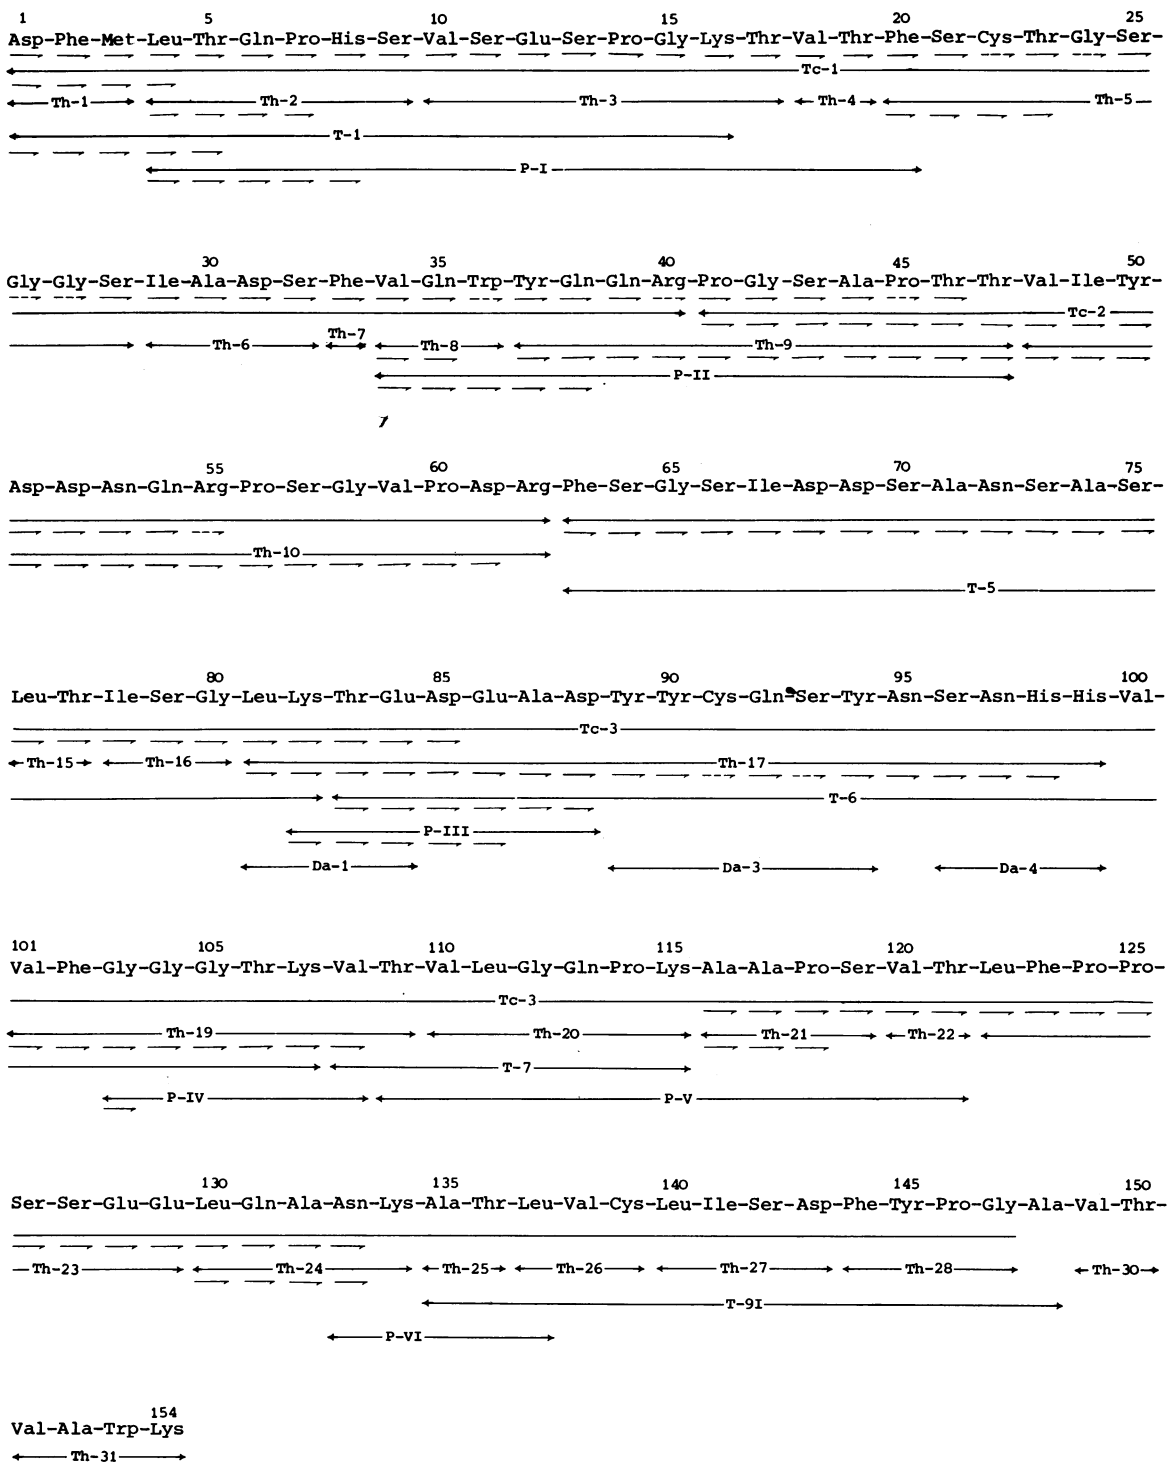 1 5 10 15 20 25
Asp-Phe-Met-Leu-Thr-Gln-Pro-His-Ser-Val-Ser-Glu-Ser-Pro-Gly-Lys-Thr-Val-Thr-Phe-Ser-Cys-Thr-Gly-Ser-
Tc-1
Th-1 Th-2 Th-3 Th-4 Th-5
T-1
P-I
30 35 40 45 50
Gly-Gly-Ser-Ile-Ala-Asp-Ser-Phe-Val-Gln-Trp-Tyr-Gln-Gln-Arg-Pro-Gly-Ser-Ala-Pro-Thr-Thr-Val-Ile-Tyr-
Tc-2
Th-6 Th-7 Th-8 Th-9
P-II
55 60 65 70 75
Asp-Asp-Asn-Gln-Arg-Pro-Ser-Gly-Val-Pro-Asp-Arg-Phe-Ser-Gly-Ser-Ile-Asp-Asp-Ser-Ala-Asn-Ser-Ala-Ser-
Th-10
T-5
80 85 90 95 100
Leu-Thr-Ile-Ser-Gly-Leu-Lys-Thr-Glu-Asp-Glu-Ala-Asp-Tyr-Tyr-Cys-Gln-Ser-Tyr-Asn-Ser-Asn-His-His-Val-
Tc-3
Th-15 Th-16 Th-17
T-6
P-III
Da-1 Da-3 Da-4
101 105 110 115 120 125
Val-Phe-Gly-Gly-Gly-Thr-Lys-Val-Thr-Val-Leu-Gly-Gln-Pro-Lys-Ala-Ala-Pro-Ser-Val-Thr-Leu-Phe-Pro-Pro-
Tc-3
Th-19 Th-20 Th-21 Th-22
T-7
P-IV P-V
130 135 140 145 150
Ser-Ser-Glu-Glu-Leu-Gln-Ala-Asn-Lys-Ala-Thr-Leu-Val-Cys-Leu-Ile-Ser-Asp-Phe-Tyr-Pro-Gly-Ala-Val-Thr-
Th-23 Th-24 Th-25 Th-26 Th-27 Th-28 Th-30
T-9I
P-VI
154
Val-Ala-Trp-Lys
Th-31